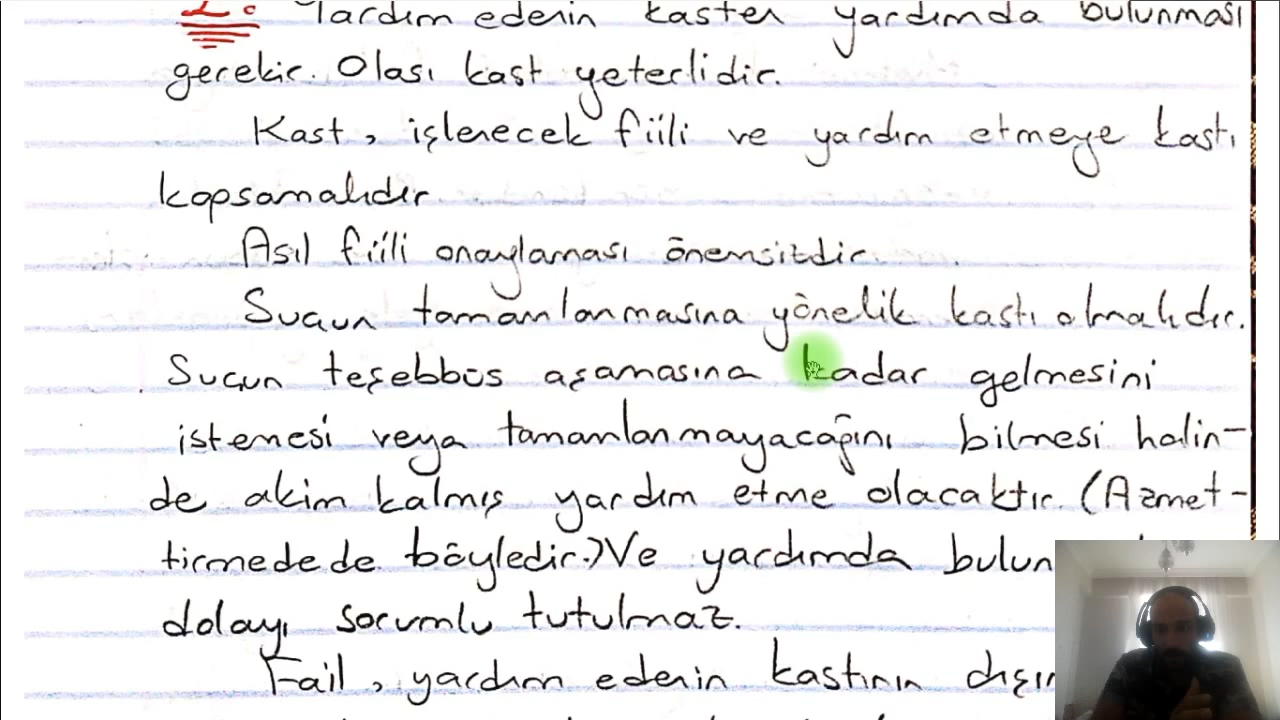 2. Yardım edenin kasten yardımda bulunması
gerekir. Olası kast yeterlidir.
Kast, işlenecek fiili ve yardım etmeye kastı
kapsamalıdır.
Asıl fiili onaylaması önemsizdir.
Suçun tamamlanmasına yönelik kastı olmalıdır.
Suçun teşebbüs aşamasına kadar gelmesini
istemesi veya tamamlanmayacağını bilmesi halin-
de akim kalmış yardım etme olacaktır. (Azmet-
tirmede de böyledir.) Ve yardımda bulun
dolayı sorumlu tutulmaz.
Fail, yardım edenin kastının dışın